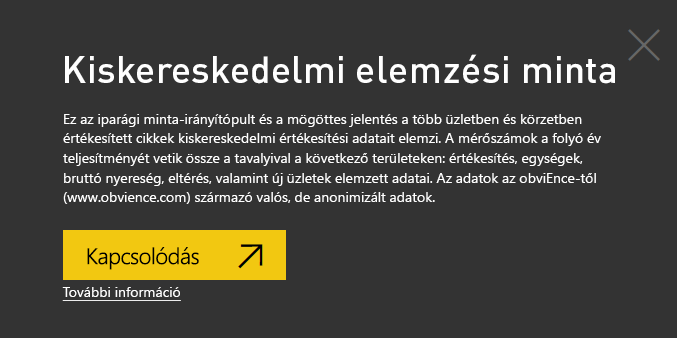 Kiskereskedelmi elemzési minta
Ez az iparági minta-irányítópult és a mögöttes jelentés a több üzletben és körzetben
értékesített cikkek kiskereskedelmi értékesítési adatait elemzi. A mérőszámok a folyó év
teljesítményét vetik össze a tavalyival a következő területeken: értékesítés, egységek,
bruttó nyereség, eltérés, valamint új üzletek elemzett adatai. Az adatok az obviEnce-től
(www.obvience.com) származó valós, de anonimizált adatok.
Kapcsolódás
További információ